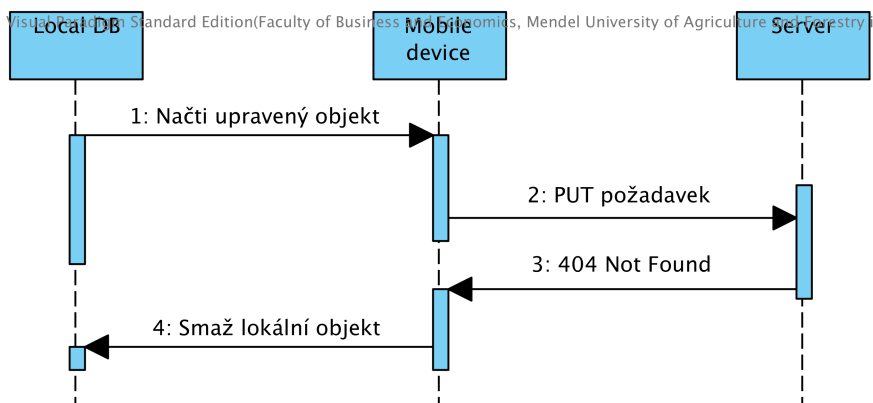 Visual Paradigm Standard Edition(Faculty of Business and Economics, Mendel University of Agriculture and Forestry i
Local DB
Mobile
device
Server
1: Načti upravený objekt
2: PUT požadavek
3: 404 Not Found
4: Smaž lokální objekt